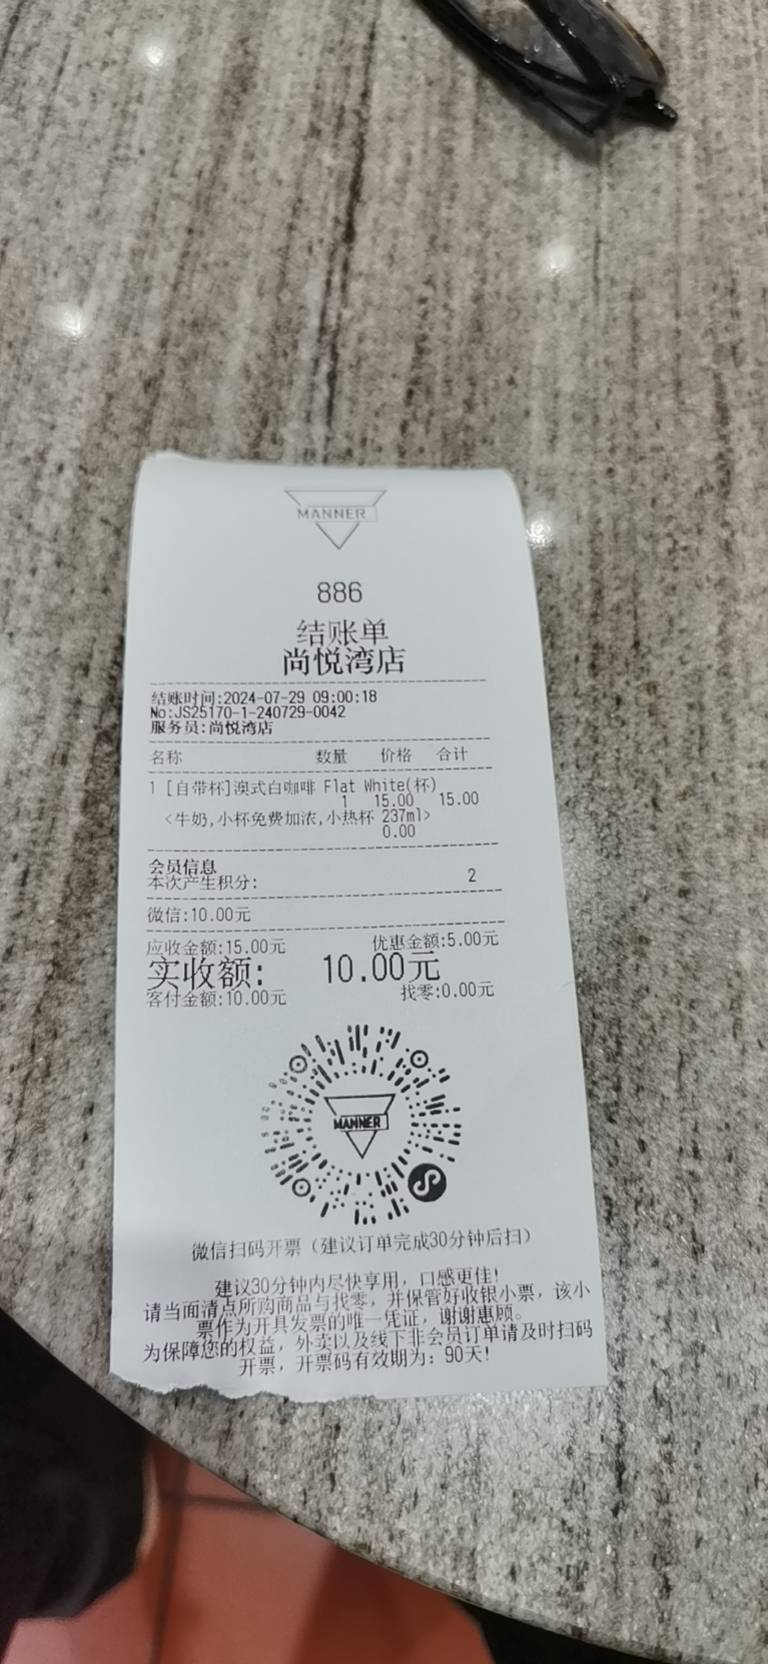 MANNER
886
结账单
尚悦湾店
结账时间:2024-07-29 09:00:18
No:JS25170-1-240729-0042
服务员:尚悦湾店
名称 数量 价格 合计
1 [自带杯]澳式白咖啡 Flat White(杯)
1 15.00 15.00
<牛奶,小杯免费加浓,小热杯 237ml>
0.00
会员信息
本次产生积分: 2
微信:10.00元
应收金额:15.00元 优惠金额:5.00元
实收额: 10.00元
客付金额:10.00元 找零:0.00元
MANNER
微信扫码开票（建议订单完成30分钟后扫）
建议30分钟内尽快享用，口感更佳!
请当面清点所购商品与找零，并保管好收银小票，该小
票作为开具发票的唯一凭证，谢谢惠顾。
为保障您的权益，外卖以及线下非会员订单请及时扫码
开票，开票码有效期为：90天!